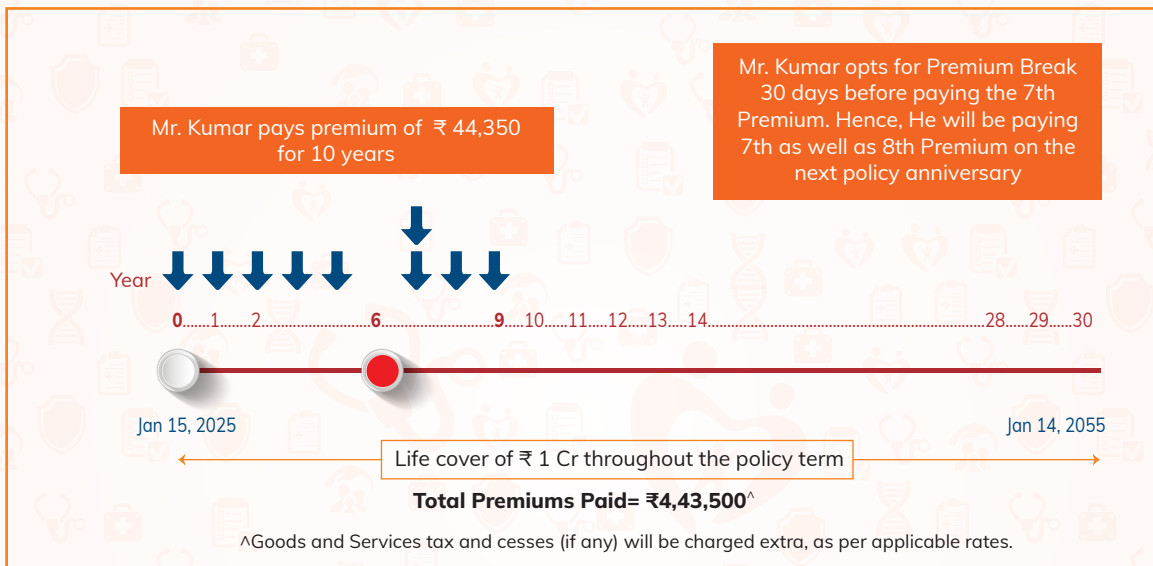 Mr. Kumar pays premium of ₹ 44,350
for 10 years
Mr. Kumar opts for Premium Break
30 days before paying the 7th
Premium. Hence, He will be paying
7th as well as 8th Premium on the
next policy anniversary
Year
0.......1.......2......................6........................9.....10......11.....12.....13.....14..........................................................28......29......30
Jan 15, 2025
Jan 14, 2055
Life cover of ₹ 1 Cr throughout the policy term
Total Premiums Paid= ₹4,43,500^
^Goods and Services tax and cesses (if any) will be charged extra, as per applicable rates.